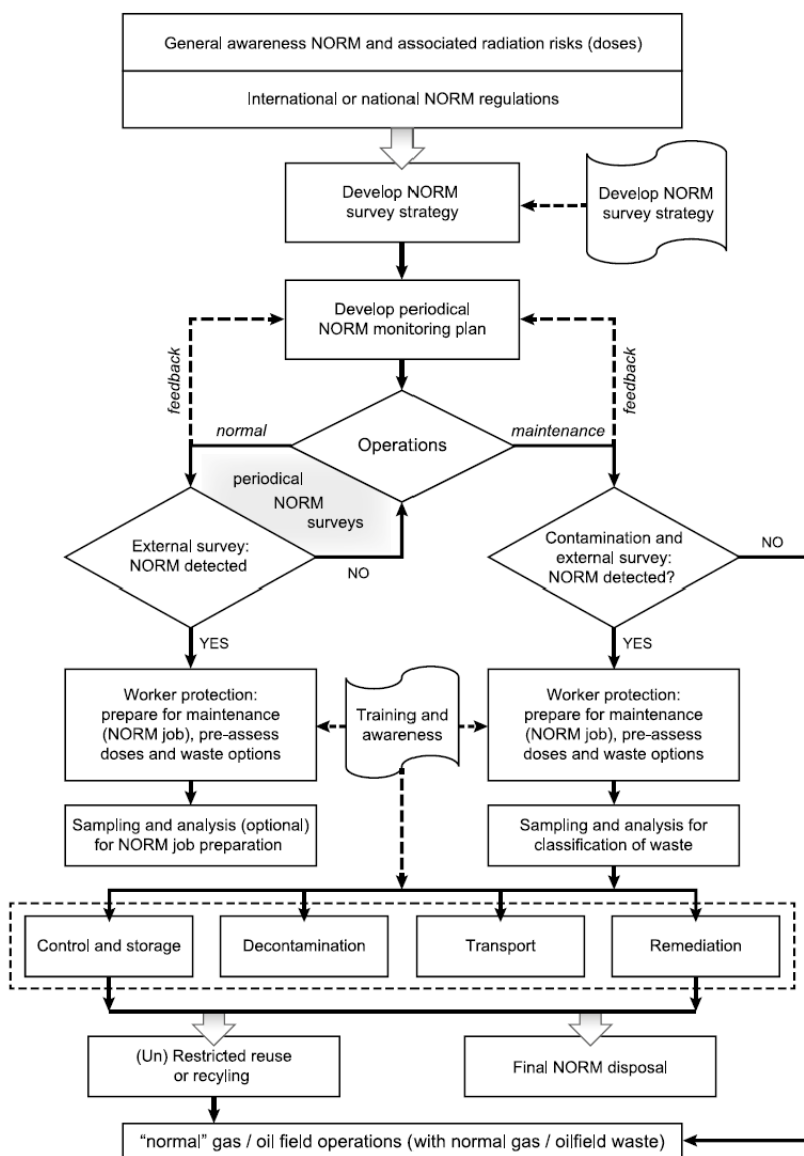 General awareness NORM and associated radiation risks (doses)
International or national NORM regulations
Develop NORM
survey strategy
Develop NORM
survey strategy
Develop periodical
NORM monitoring plan
feedback
feedback
normal
Operations
maintenance
periodical
NORM
surveys
External survey:
NORM detected
NO
Contamination and
external survey:
NORM detected?
NO
YES
YES
Worker protection:
prepare for maintenance
(NORM job), pre-assess
doses and waste options
Training and
awareness
Worker protection:
prepare for maintenance
(NORM job), pre-assess
doses and waste options
Sampling and analysis (optional)
for NORM job preparation
Sampling and analysis for
classification of waste
Control and storage
Decontamination
Transport
Remediation
(Un) Restricted reuse
or recyling
Final NORM disposal
“normal” gas / oil field operations (with normal gas / oilfield waste)